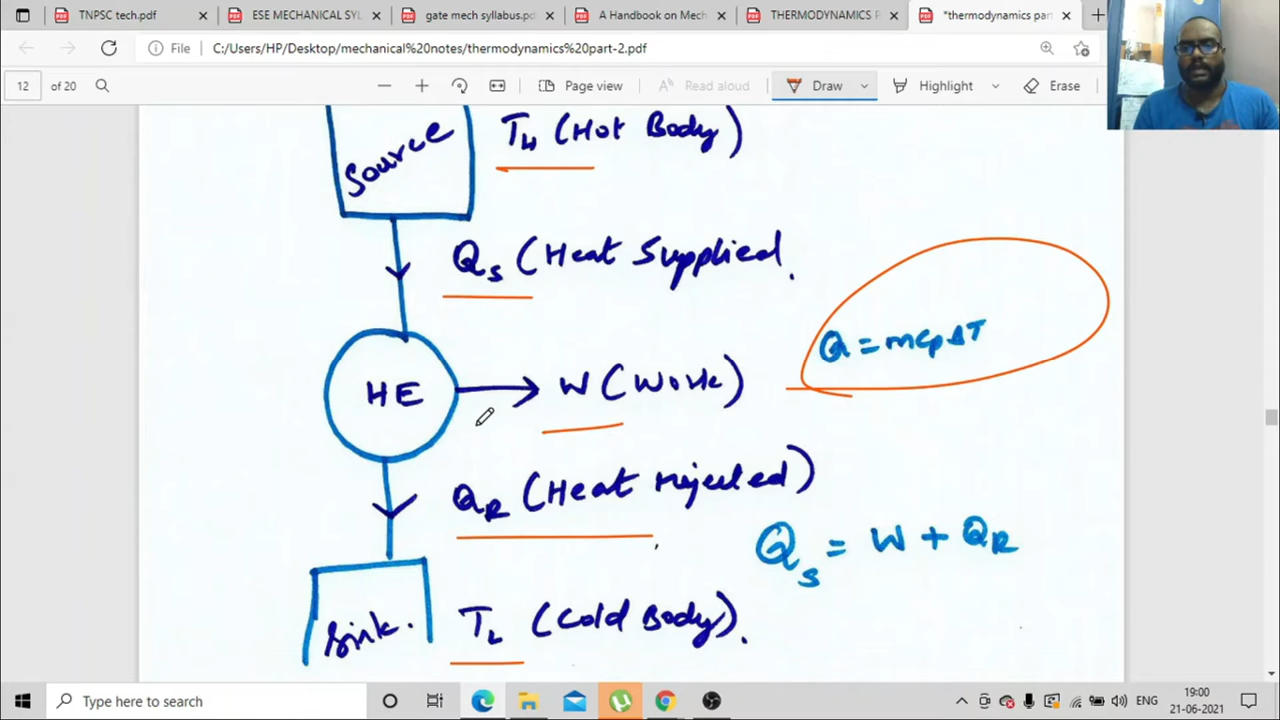 TNPSC tech.pdf
ESE MECHANICAL SYL
gate mech syllabus.pd
A Handbook on Mech
THERMODYNAMICS P
*thermodynamics par
File
C:/Users/HP/Desktop/mechanical%20notes/thermodynamics%20part-2.pdf
12 of 20
Page view
Read aloud
Draw
Highlight
Erase
Source
TH (Hot Body)
Qs (Heat Supplied.
Q = mcpΔT
HE
W (Work)
QR (Heat rejected)
Qs = W + QR
Sink.
TL (Cold Body).
Type here to search
ENG
19:00
21-06-2021